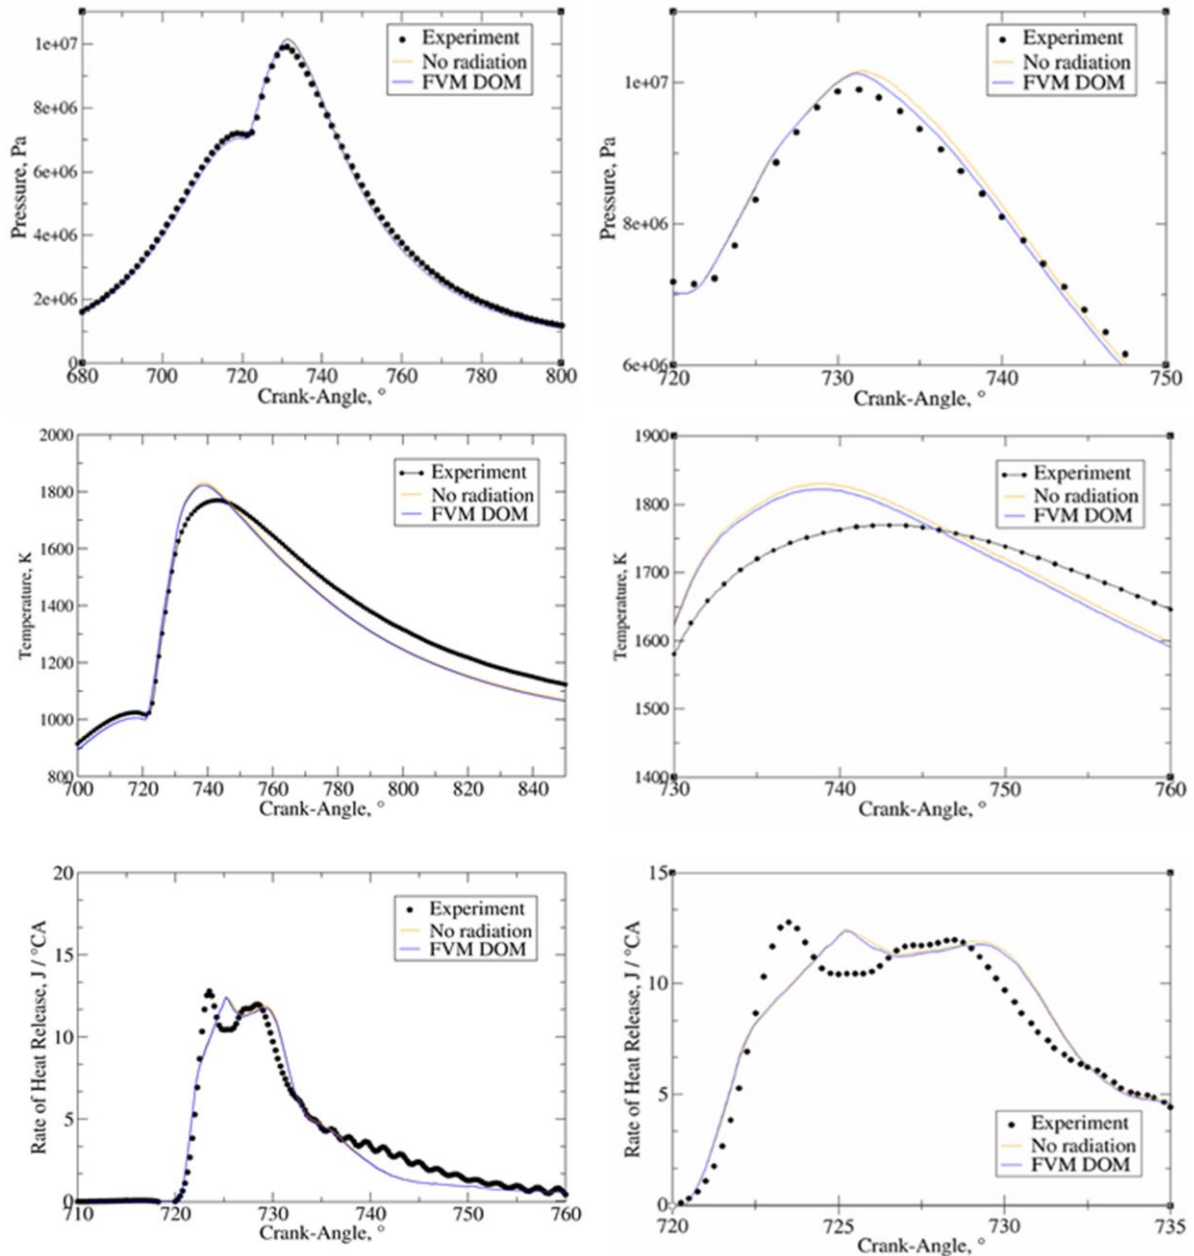 1e+07
8e+06
6e+06
4e+06
2e+06
0
Pressure, Pa
Experiment
No radiation
FVM DOM
680 700 720 740 760 780 800
Crank-Angle, °
1e+07
8e+06
6e+06
Pressure, Pa
Experiment
No radiation
FVM DOM
720 730 740 750
Crank-Angle, °
2000
1800
1600
1400
1200
1000
800
Temperature, K
Experiment
No radiation
FVM DOM
700 720 740 760 780 800 820 840
Crank-Angle, °
1900
1800
1700
1600
1500
1400
Temperature, K
Experiment
No radiation
FVM DOM
730 740 750 760
Crank-Angle, °
20
15
10
5
0
Rate of Heat Release, J / °CA
Experiment
No radiation
FVM DOM
710 720 730 740 750 760
Crank-Angle, °
15
10
5
0
Rate of Heat Release, J / °CA
Experiment
No radiation
FVM DOM
720 725 730 735
Crank-Angle, °